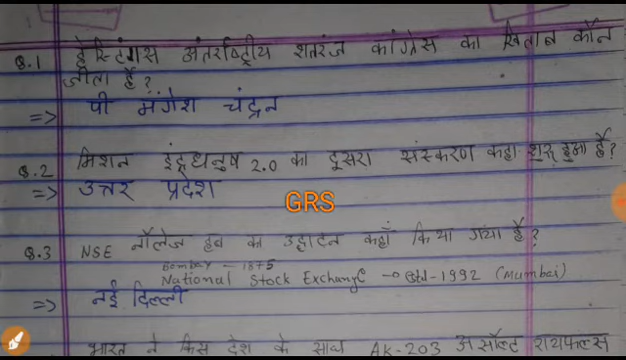 Q.1 हेस्टिंग्स अंतर्राष्ट्रीय शतरंज कांग्रेस का खिताब कौन
जीता है?
=> पी मंगेश चंद्रन
Q.2 मिशन इंद्रधनुष 2.0 का दूसरा संस्करण कहा शुरू हुआ है?
=> उत्तर प्रदेश
GRS
Q.3 NSE नॉलेज हब का उद्घाटन कहाँ किया गया है?
Bombay - 1875
National Stock Exchange -> Estd-1992 (Mumbai)
=> नई दिल्ली
भारत ने किस देश के साथ AK-203 असॉल्ट रायफल्स